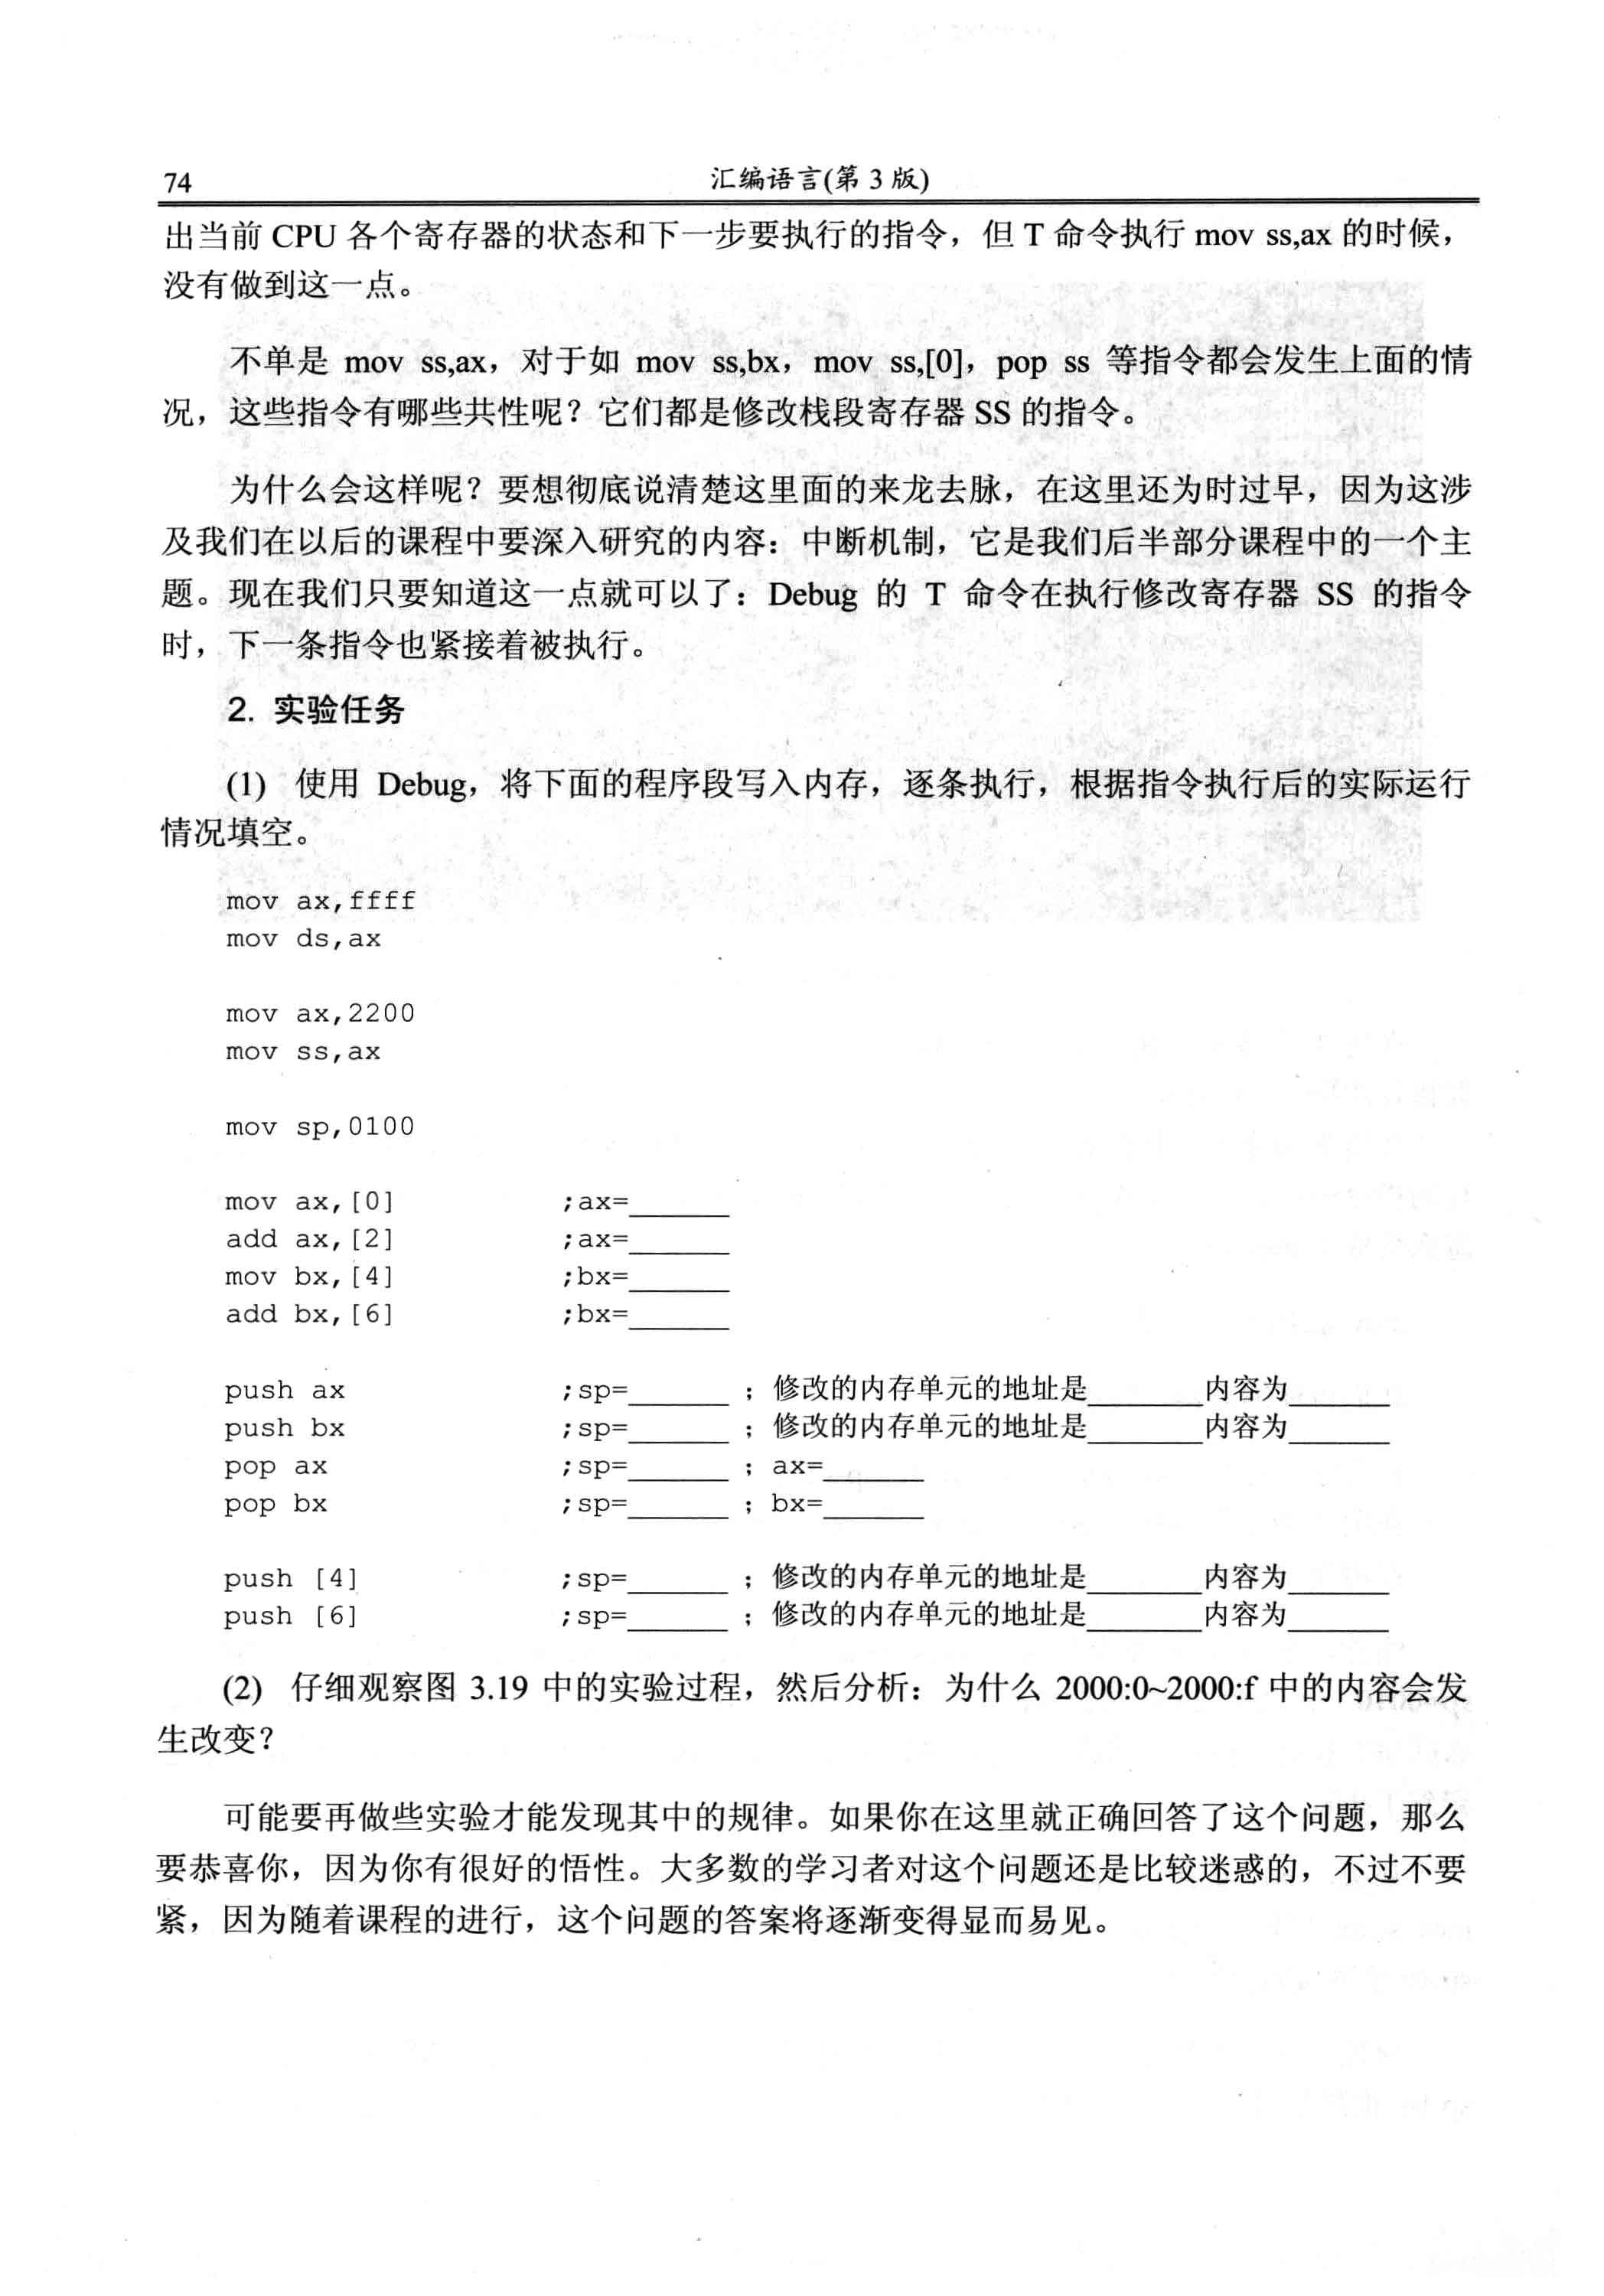 74 汇编语言(第 3 版)
出当前 CPU 各个寄存器的状态和下一步要执行的指令，但 T 命令执行 mov ss,ax 的时候，
没有做到这一点。
不单是 mov ss,ax，对于如 mov ss,bx，mov ss,[0]，pop ss 等指令都会发生上面的情
况，这些指令有哪些共性呢？它们都是修改栈段寄存器 SS 的指令。
为什么会这样呢？要想彻底说清楚这里面的来龙去脉，在这里还为时过早，因为这涉
及我们在以后的课程中要深入研究的内容：中断机制，它是我们后半部分课程中的一个主
题。现在我们只要知道这一点就可以了：Debug 的 T 命令在执行修改寄存器 SS 的指令
时，下一条指令也紧接着被执行。
2. 实验任务
(1) 使用 Debug，将下面的程序段写入内存，逐条执行，根据指令执行后的实际运行
情况填空。
mov ax,ffff
mov ds,ax
mov ax,2200
mov ss,ax
mov sp,0100
mov ax,[0] ;ax=______
add ax,[2] ;ax=______
mov bx,[4] ;bx=______
add bx,[6] ;bx=______
push ax ;sp=______ ; 修改的内存单元的地址是______内容为______
push bx ;sp=______ ; 修改的内存单元的地址是______内容为______
pop ax ;sp=______ ; ax=______
pop bx ;sp=______ ; bx=______
push [4] ;sp=______ ; 修改的内存单元的地址是______内容为______
push [6] ;sp=______ ; 修改的内存单元的地址是______内容为______
(2) 仔细观察图 3.19 中的实验过程，然后分析：为什么 2000:0~2000:f 中的内容会发
生改变？
可能要再做些实验才能发现其中的规律。如果你在这里就正确回答了这个问题，那么
要恭喜你，因为你有很好的悟性。大多数的学习者对这个问题还是比较迷惑的，不过不要
紧，因为随着课程的进行，这个问题的答案将逐渐变得显而易见。